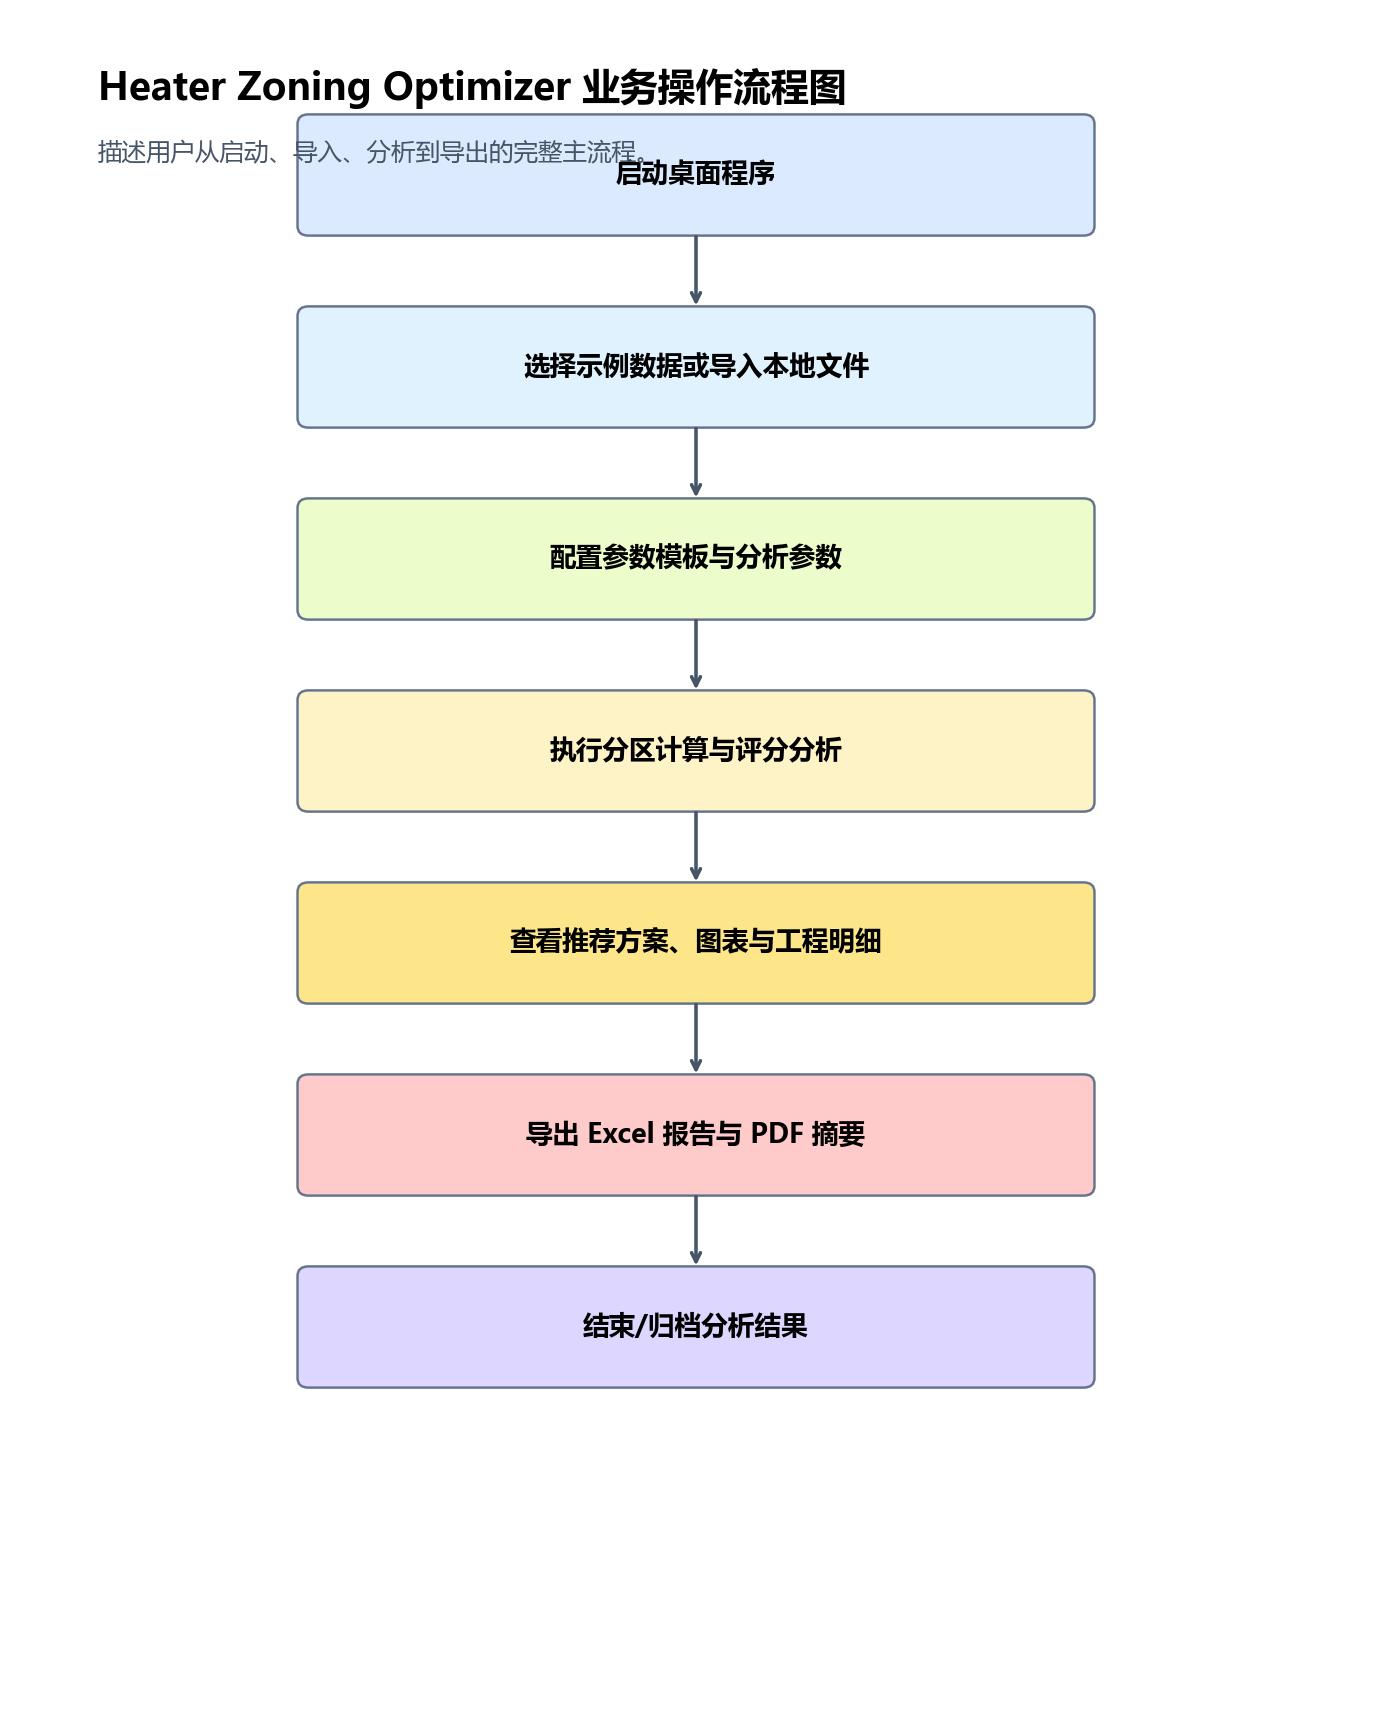 Heater Zoning Optimizer 业务操作流程图
描述用户从启动、导入、分析到导出的完整主流程。
启动桌面程序
选择示例数据或导入本地文件
配置参数模板与分析参数
执行分区计算与评分分析
查看推荐方案、图表与工程明细
导出 Excel 报告与 PDF 摘要
结束/归档分析结果